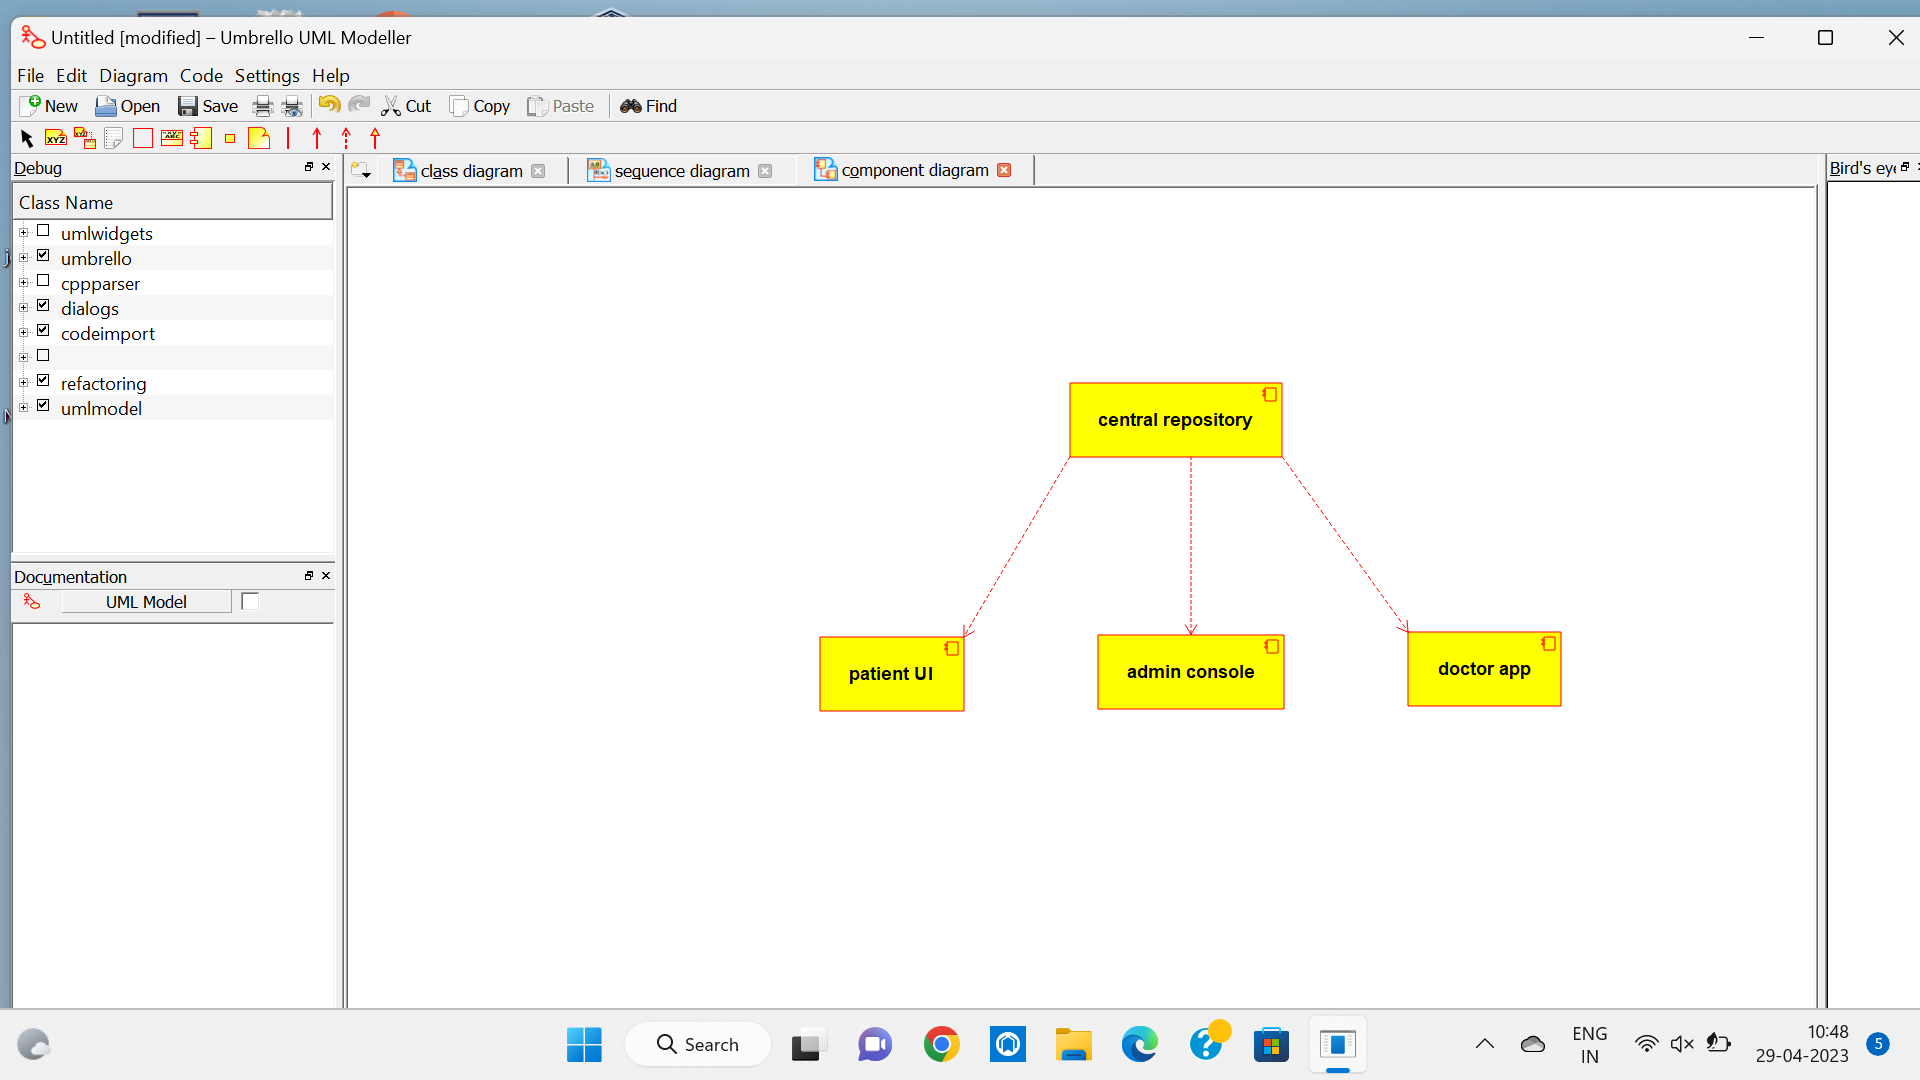 Untitled [modified] – Umbrello UML Modeller
File Edit Diagram Code Settings Help
New Open Save Cut Copy Paste Find
Debug
class diagram sequence diagram component diagram
Bird's eye
Class Name
umlwidgets
umbrello
cppparser
dialogs
codeimport
refactoring
umlmodel
central repository
patient UI
admin console
doctor app
Documentation
UML Model
Search
ENG
IN
10:48
29-04-2023
5